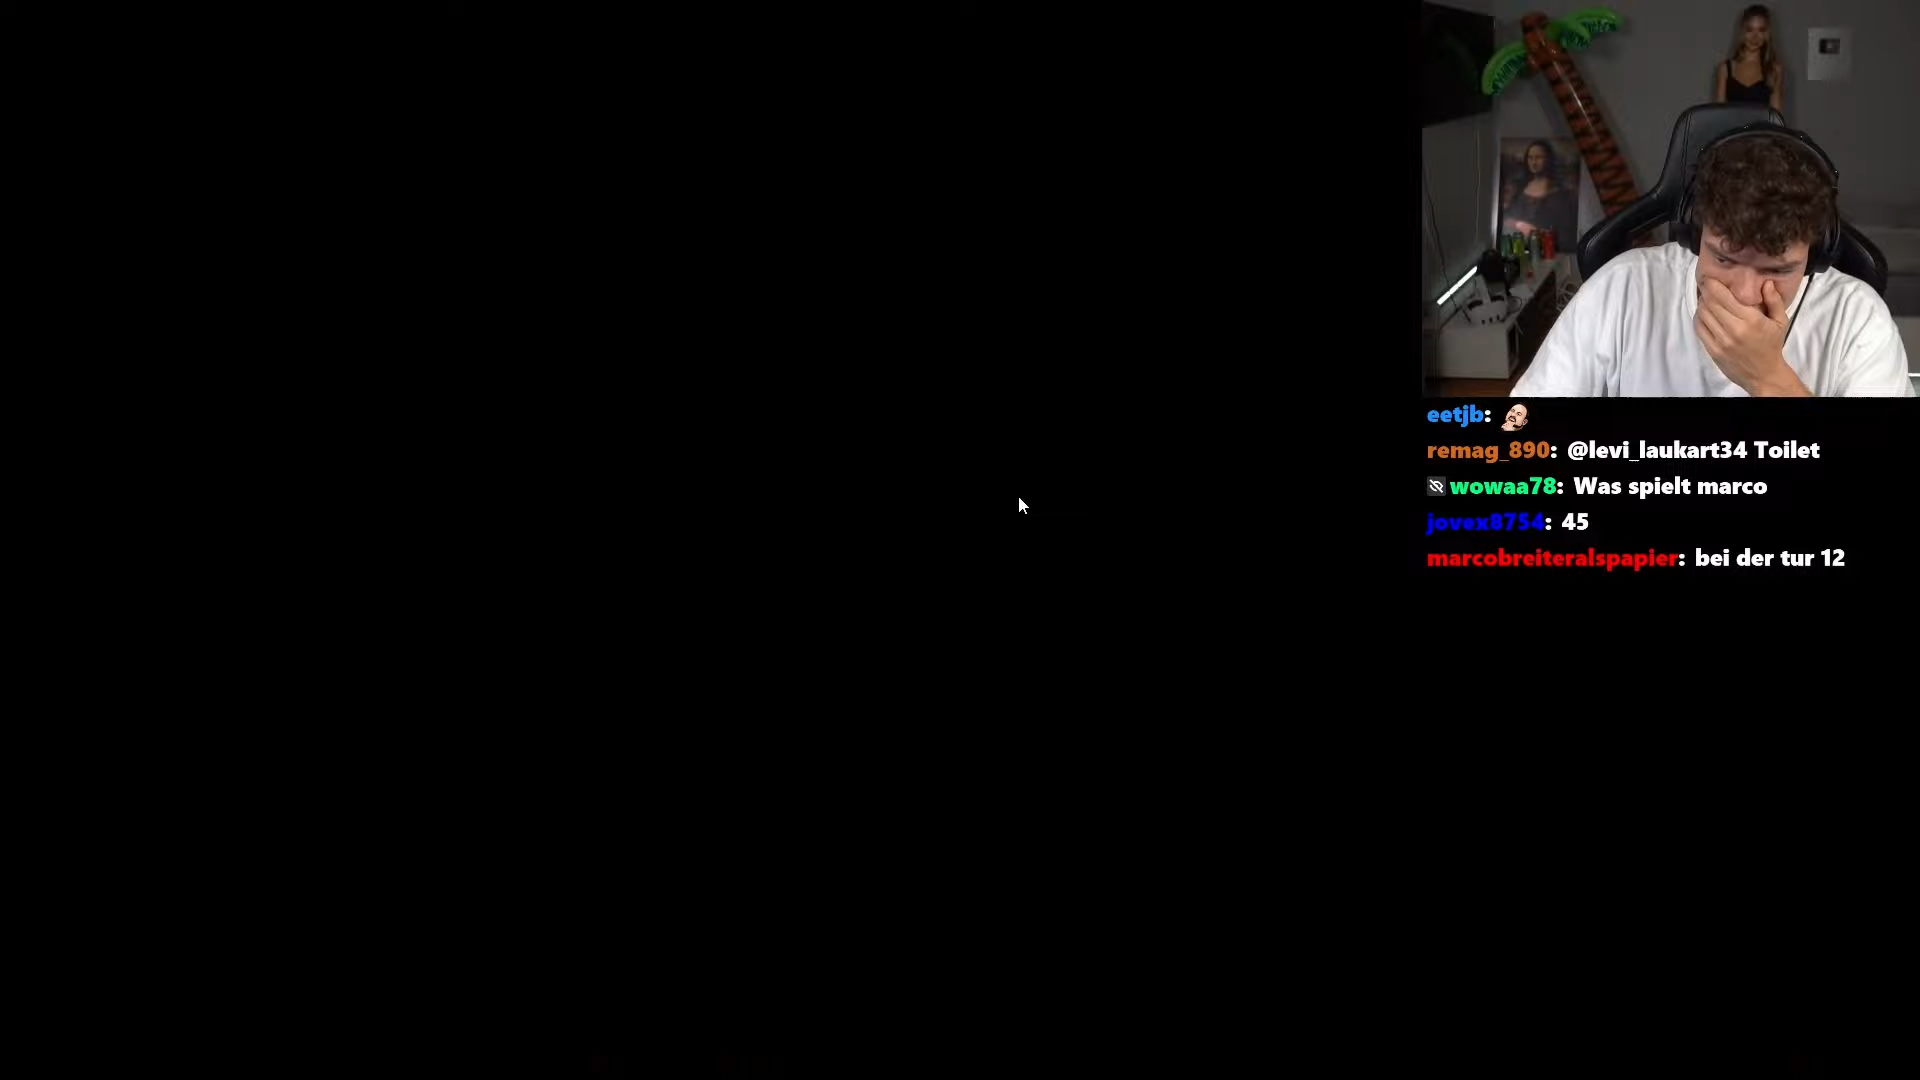 eetjb:
remag_890: @levi_laukart34 Toilet
wowaa78: Was spielt marco
jovex8754: 45
marcobreiteralspapier: bei der tur 12